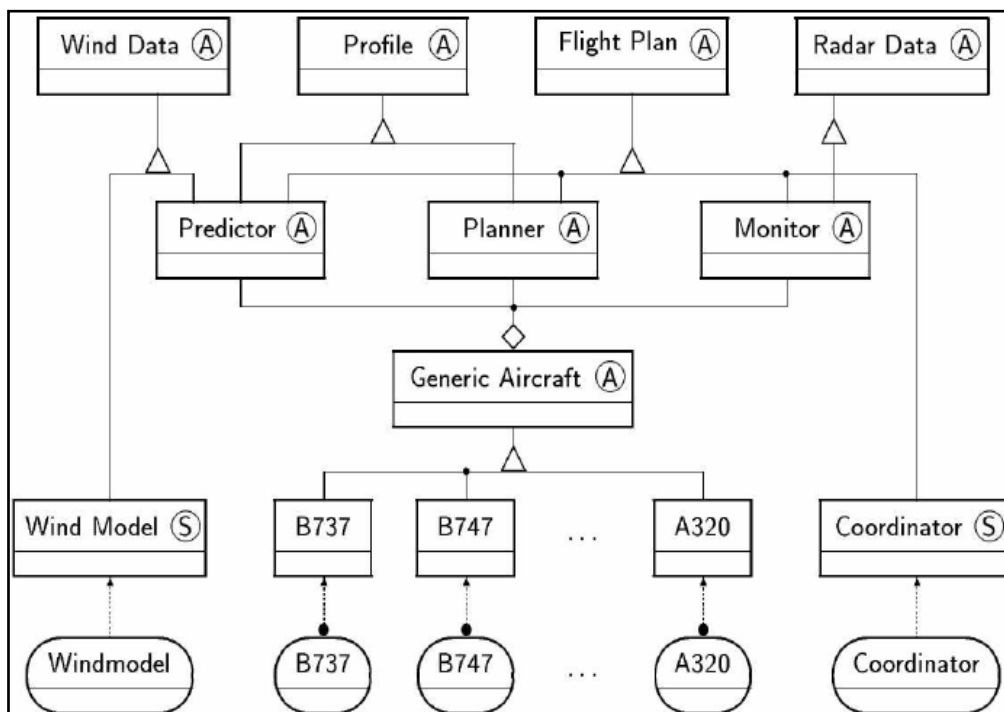 Wind Data A
Profile A
Flight Plan A
Radar Data A
Predictor A
Planner A
Monitor A
Generic Aircraft A
Wind Model S
B737
B747
...
A320
Coordinator S
Windmodel
B737
B747
...
A320
Coordinator